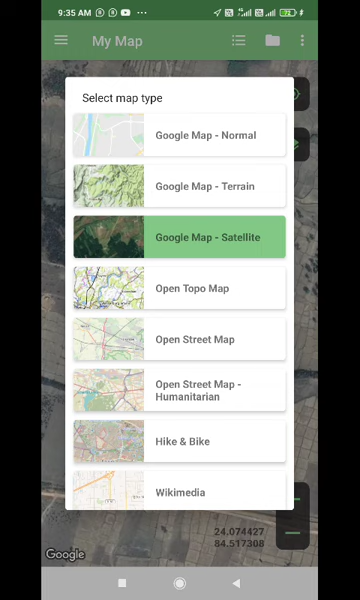 9:35 AM
My Map
Select map type
Google Map - Normal
Google Map - Terrain
Google Map - Satellite
Open Topo Map
Open Street Map
Open Street Map -
Humanitarian
Hike & Bike
Wikimedia
24.074427
84.517308
Google